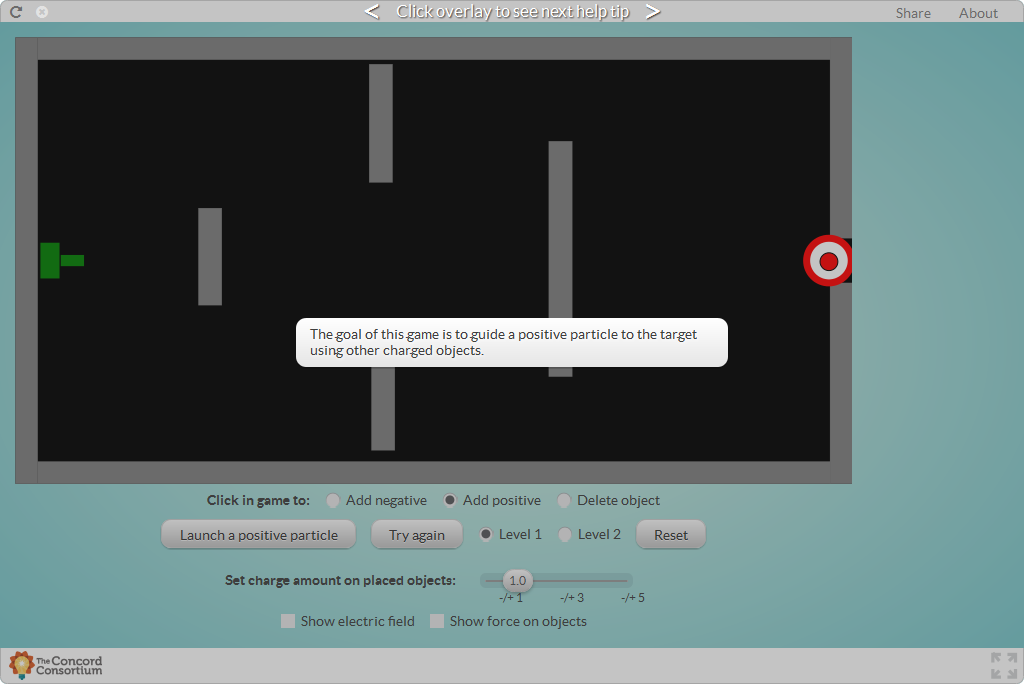 < Click overlay to see next help tip >
Share About
The goal of this game is to guide a positive particle to the target
using other charged objects.
Click in game to: Add negative Add positive Delete object
Launch a positive particle Try again Level 1 Level 2 Reset
Set charge amount on placed objects: 1.0
-/+ 1 -/+ 3 -/+ 5
Show electric field Show force on objects
The Concord
Consortium